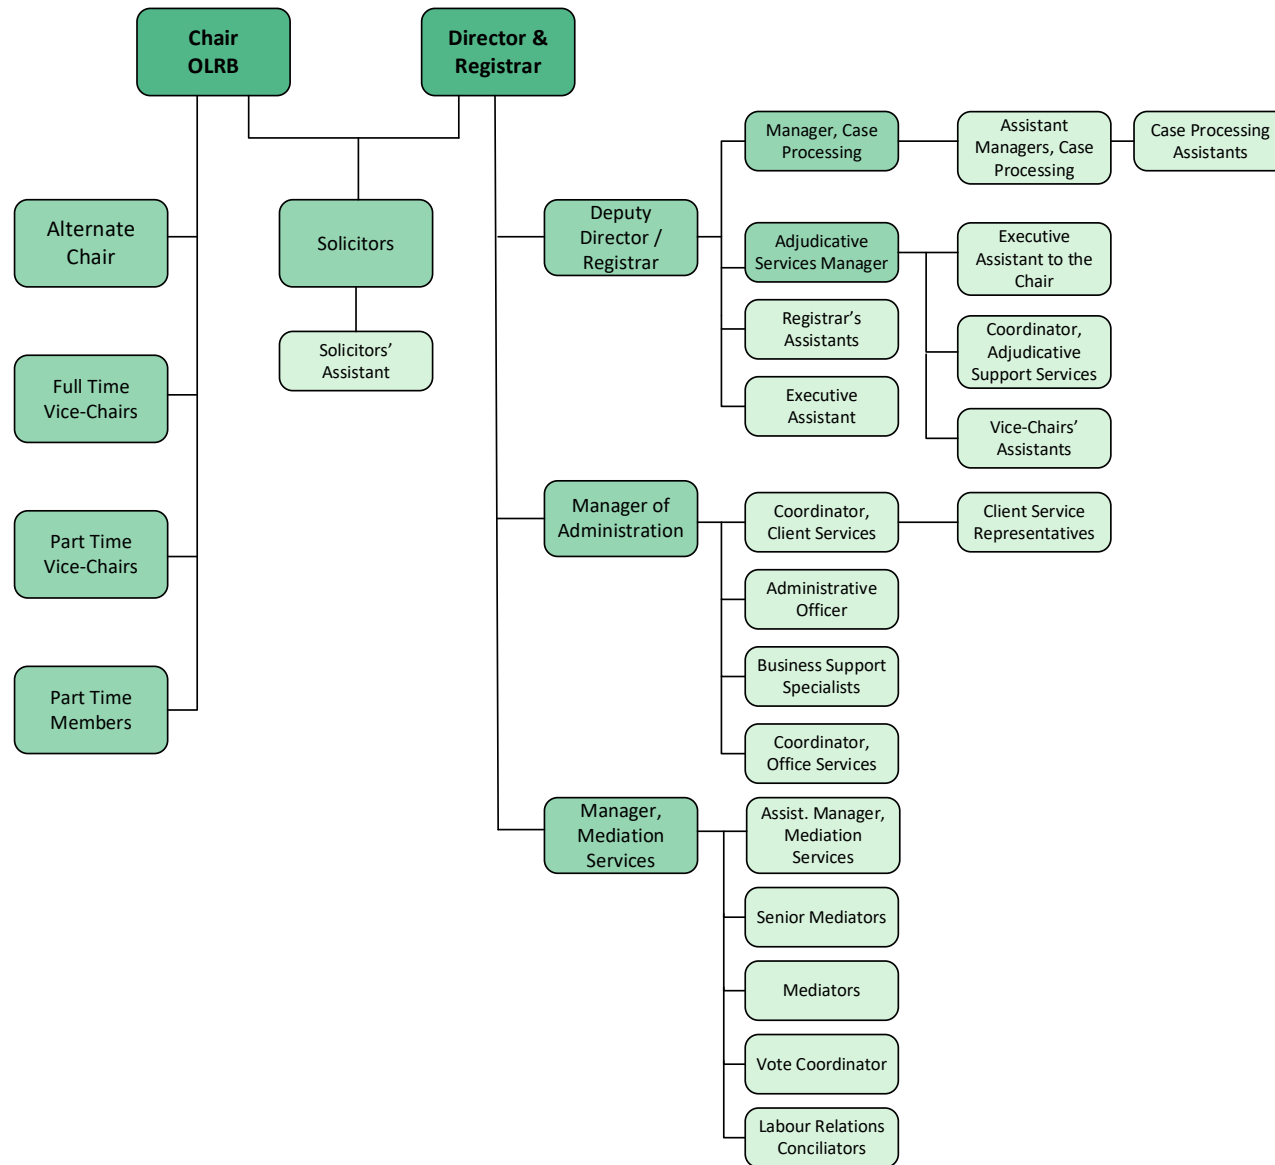 Chair
OLRB
Director &
Registrar
Alternate
Chair
Full Time
Vice-Chairs
Part Time
Vice-Chairs
Part Time
Members
Solicitors
Solicitors’
Assistant
Deputy
Director /
Registrar
Manager, Case
Processing
Assistant
Managers, Case
Processing
Case Processing
Assistants
Adjudicative
Services Manager
Executive
Assistant to the
Chair
Coordinator,
Adjudicative
Support Services
Vice-Chairs’
Assistants
Registrar’s
Assistants
Executive
Assistant
Manager of
Administration
Coordinator,
Client Services
Client Service
Representatives
Administrative
Officer
Business Support
Specialists
Coordinator,
Office Services
Manager,
Mediation
Services
Assist. Manager,
Mediation
Services
Senior Mediators
Mediators
Vote Coordinator
Labour Relations
Conciliators